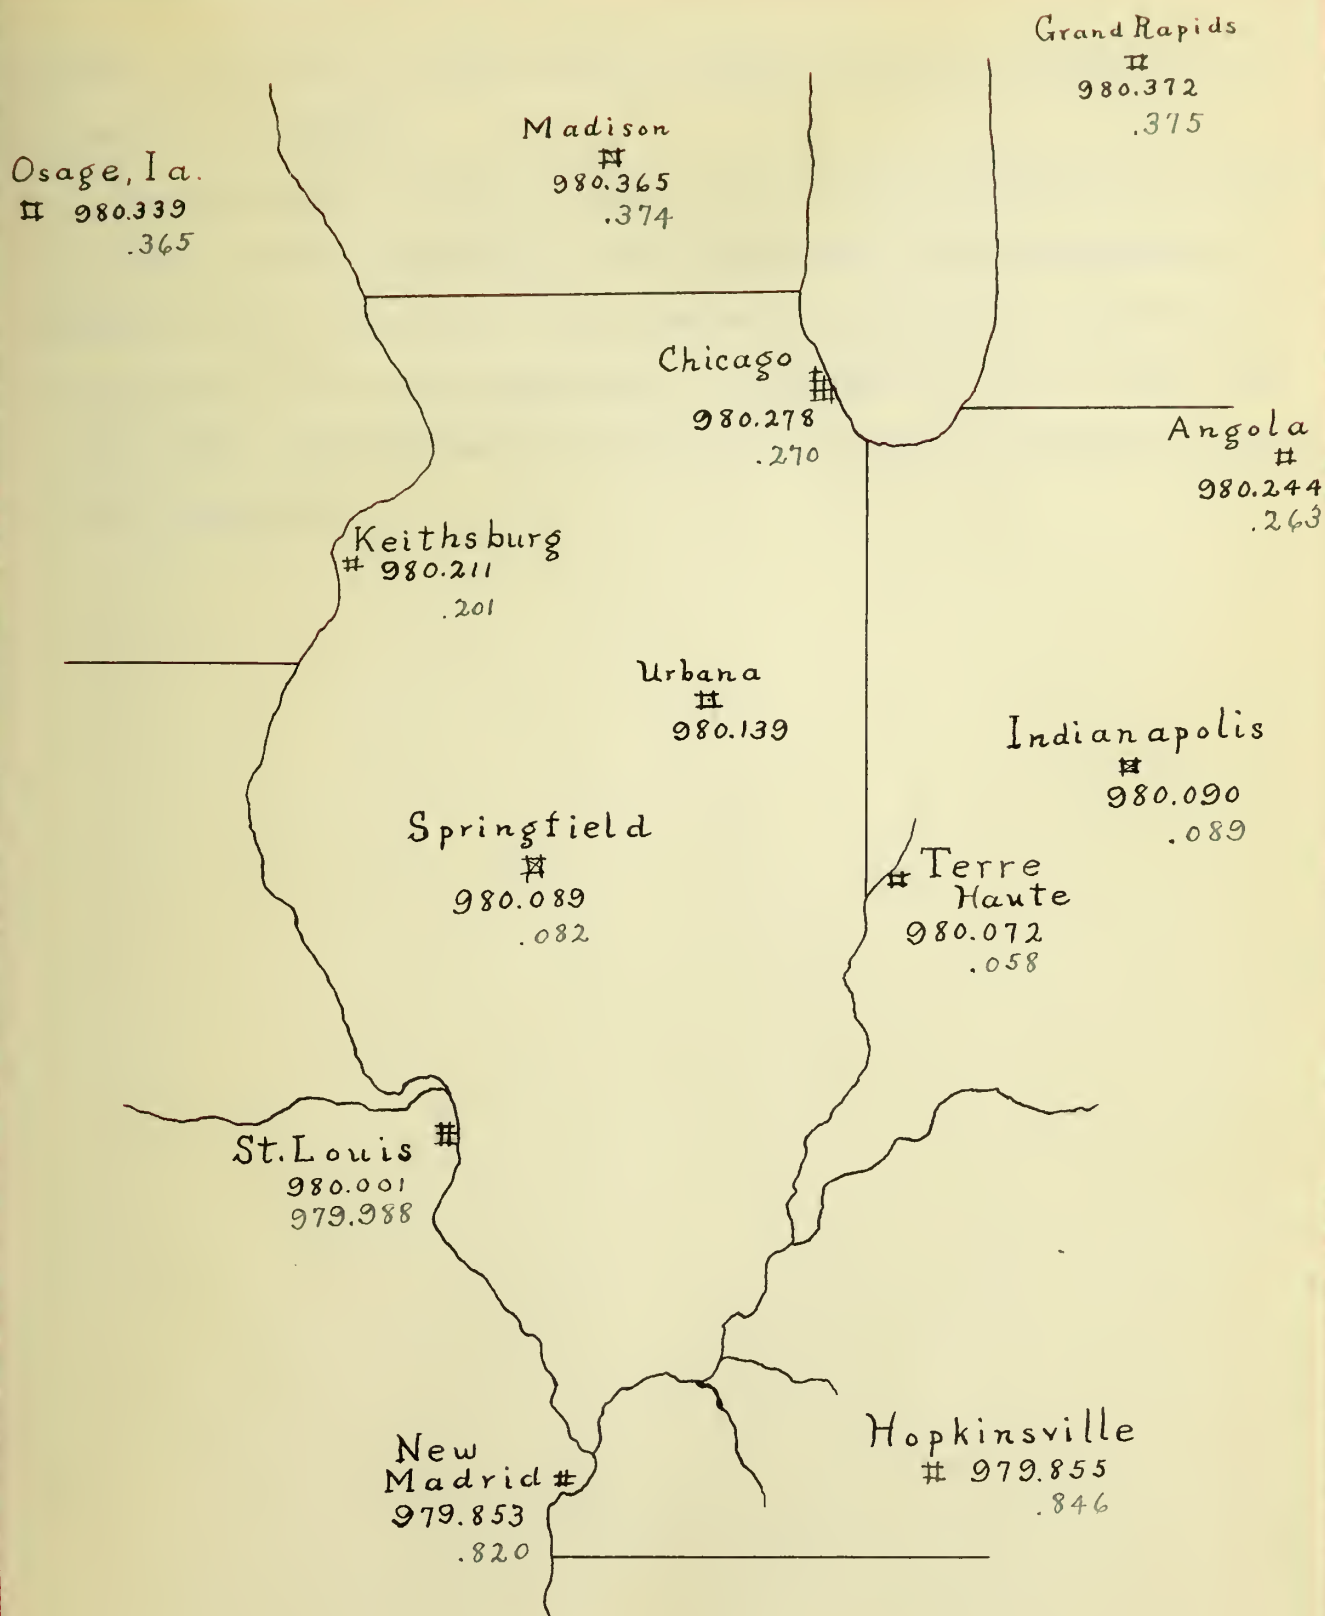 Grand Rapids
980.372
.375
Madison
980.365
.374
Osage, Ia.
980.339
.365
Chicago
980.278
.270
Angola
980.244
.263
Keithsburg
980.211
.201
Urbana
980.139
Indianapolis
980.090
.089
Springfield
980.089
.082
Terre
Haute
980.072
.058
St. Louis
980.001
979.988
New
Madrid
979.853
.820
Hopkinsville
979.855
.846